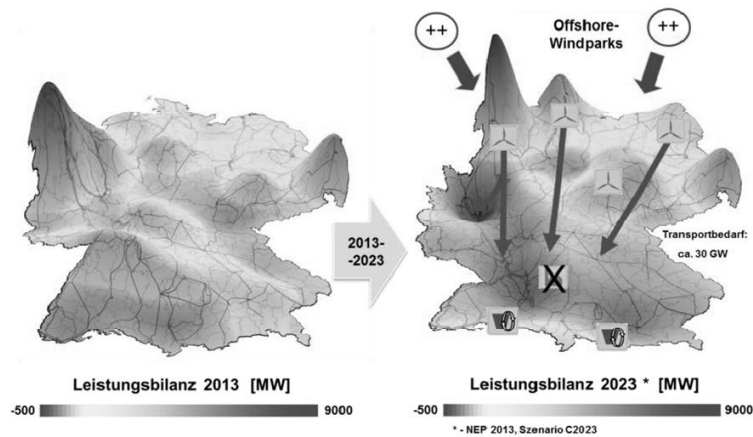 ++
Offshore-
Windparks
++
2013-
-2023
Transportbedarf:
ca. 30 GW
X
Leistungsbilanz 2013 [MW]
-500 9000
Leistungsbilanz 2023 * [MW]
-500 9000
* - NEP 2013, Szenario C2023